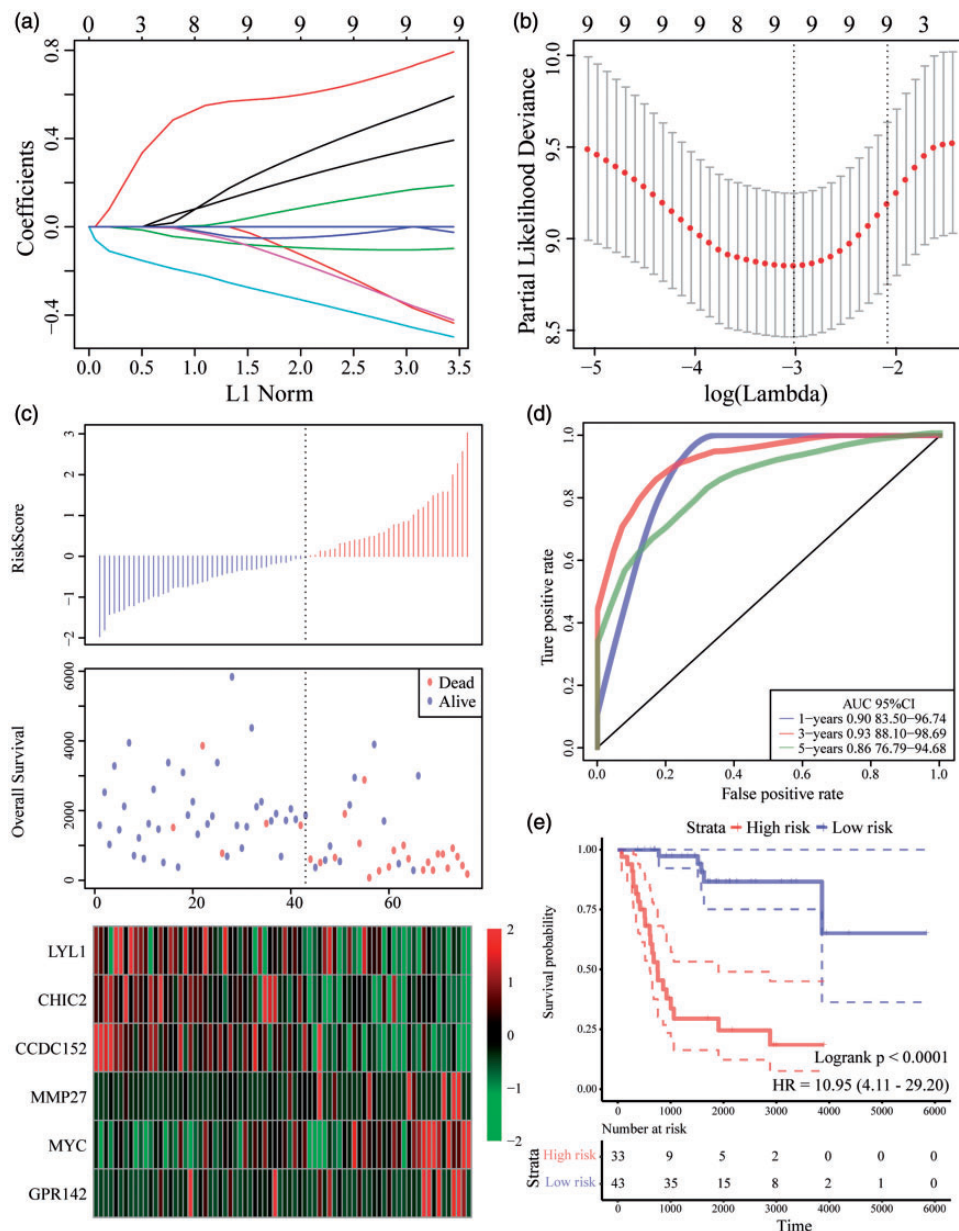 (a)
0 3 8 9 9 9 9 9
0.8
0.4
0.0
−0.4
Coefficients
0.0 0.5 1.0 1.5 2.0 2.5 3.0 3.5
L1 Norm
(b)
9 9 9 9 8 9 9 9 9 3
10.0
9.5
9.0
8.5
Partial Likelihood Deviance
−5 −4 −3 −2
log(Lambda)
(c)
3
2
1
0
−1
−2
RiskScore
6000
4000
2000
0
Overall Survival
Dead
Alive
0 20 40 60
LYL1
CHIC2
CCDC152
MMP27
MYC
GPR142
2
1
0
−1
−2
(d)
1.0
0.8
0.6
0.4
0.2
0.0
Ture positive rate
AUC 95%CI
1−years 0.90 83.50−96.74
3−years 0.93 88.10−98.69
5−years 0.86 76.79−94.68
0.0 0.2 0.4 0.6 0.8 1.0
False positive rate
(e)
Strata High risk Low risk
1.00
0.75
0.50
0.25
0.00
Survival probability
Logrank p < 0.0001
HR = 10.95 (4.11 - 29.20)
0 1000 2000 3000 4000 5000 6000
Number at risk
Strata
High risk 33 9 5 2 0 0 0
Low risk 43 35 15 8 2 1 0
0 1000 2000 3000 4000 5000 6000
Time